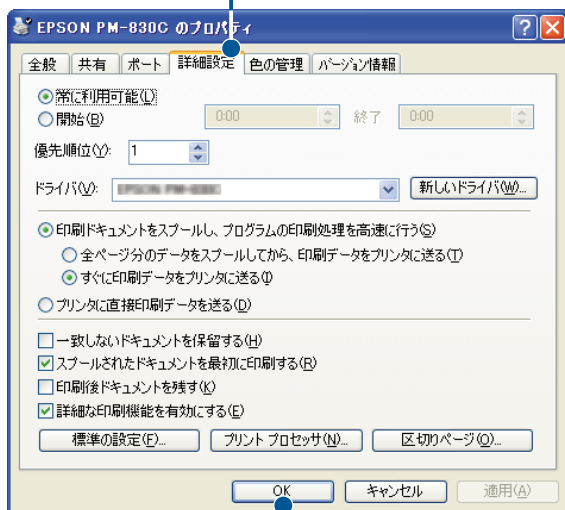 EPSON PM-830C のプロパティ
全般 共有 ポート 詳細設定 色の管理 バージョン情報
常に利用可能(L)
開始(B) 0:00 終了 0:00
優先順位(Y): 1
ドライバ(V): EPSON PM-830C 新しいドライバ(W)...
印刷ドキュメントをスプールし、プログラムの印刷処理を高速に行う(S)
全ページ分のデータをスプールしてから、印刷データをプリンタに送る(T)
すぐに印刷データをプリンタに送る(I)
プリンタに直接印刷データを送る(D)
一致しないドキュメントを保留する(H)
スプールされたドキュメントを最初に印刷する(R)
印刷後ドキュメントを残す(K)
詳細な印刷機能を有効にする(E)
標準の設定(F)... プリント プロセッサ(N)... 区切りページ(O)...
OK キャンセル 適用(A)